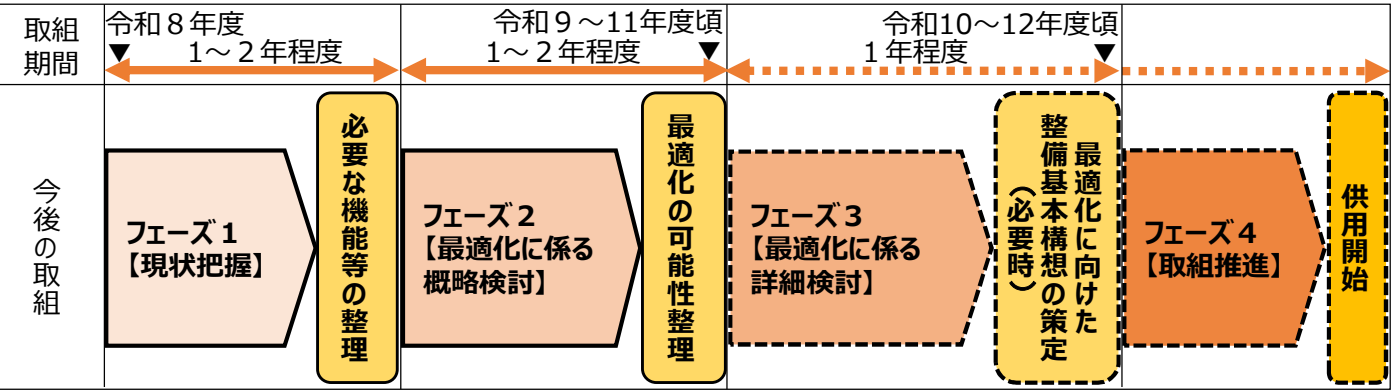 取組
期間
令和８年度
▼
1～２年程度
令和９～11年度頃
1～２年程度
▼
令和10～12年度頃
１年程度
▼
今後の取組
フェーズ１
【現状把握】
必要な機能等の整理
フェーズ２
【最適化に係る
概略検討】
最適化の可能性整理
フェーズ３
【最適化に係る
詳細検討】
最適化に向けた
整備基本構想の策定
（必要時）
フェーズ４
【取組推進】
供用開始